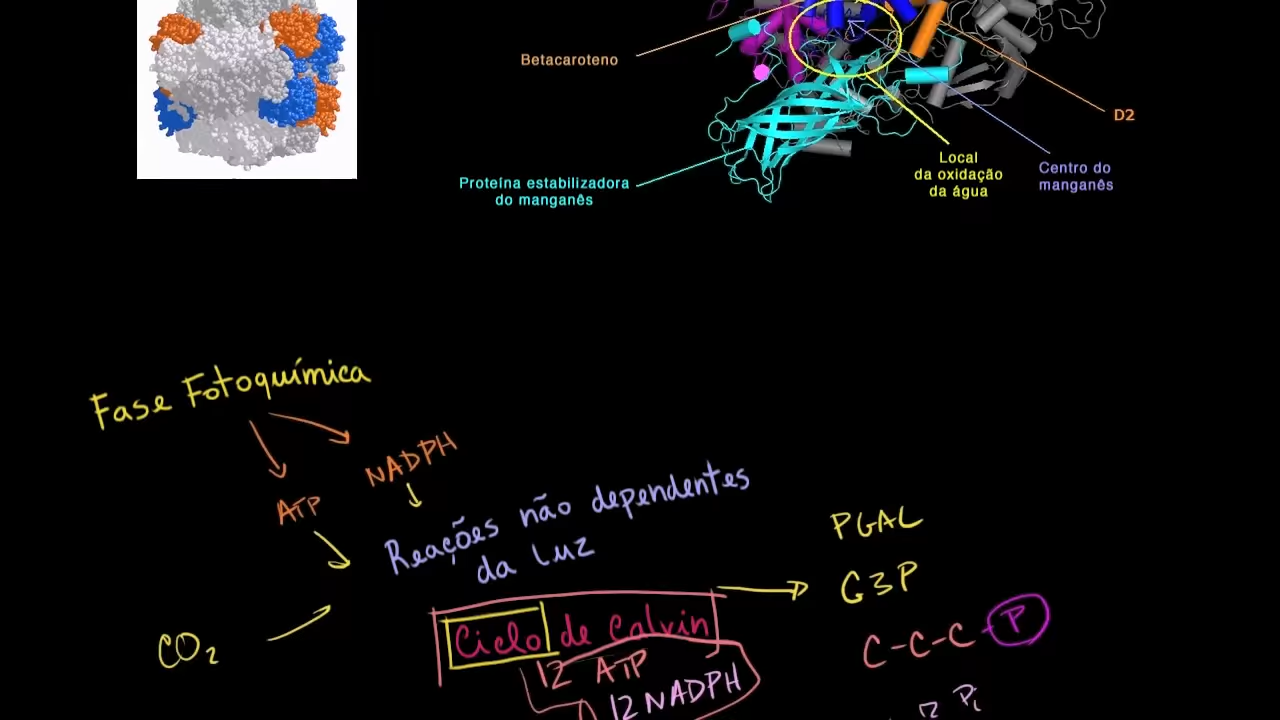 Betacaroteno
D2
Local
da oxidação
da água
Centro do
manganês
Proteína estabilizadora
do manganês
Fase Fotoquímica
ATP
NADPH
Reações não dependentes
da luz
CO2
Ciclo de Calvin
12 ATP
12 NADPH
PGAL
G3P
C-C-C-P
Pi